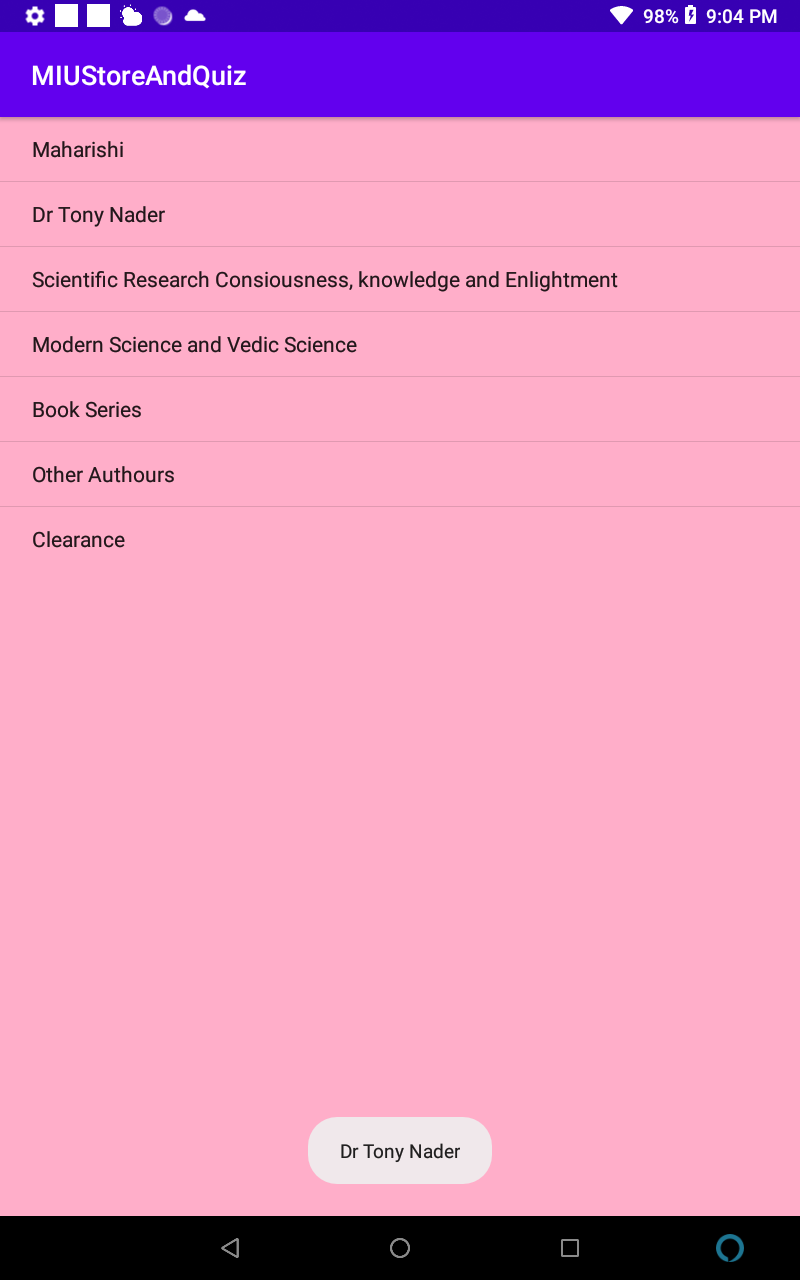 98% 9:04 PM
MIUStoreAndQuiz
Maharishi
Dr Tony Nader
Scientific Research Consiousness, knowledge and Enlightment
Modern Science and Vedic Science
Book Series
Other Authours
Clearance
Dr Tony Nader